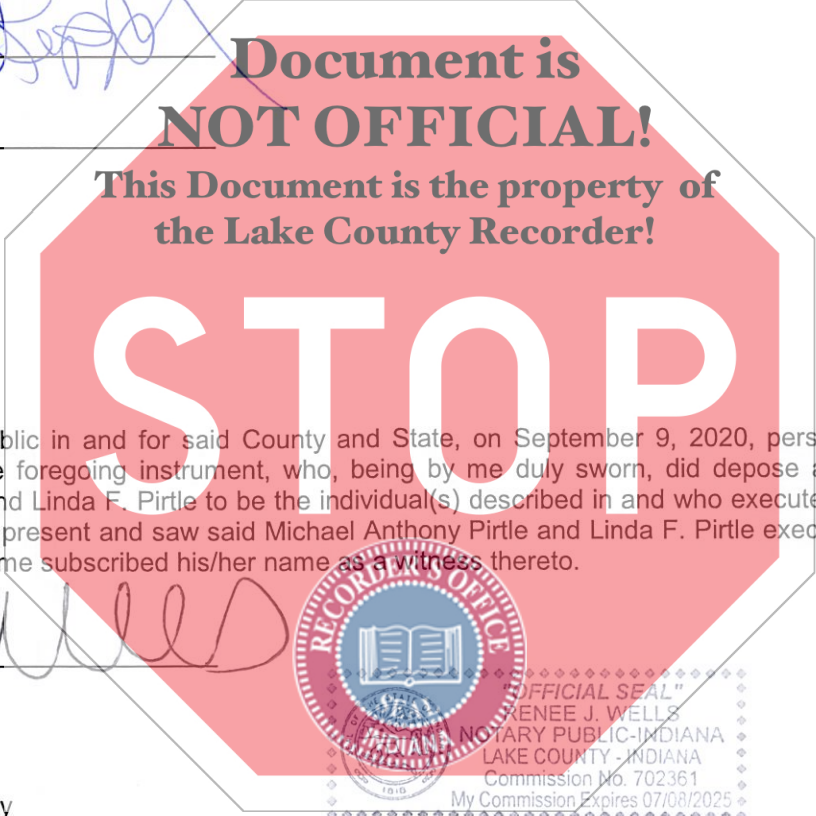 Document is
NOT OFFICIAL!
This Document is the property of
the Lake County Recorder!
STOP
blic in and for said County and State, on September 9, 2020, pers
e foregoing instrument, who, being by me duly sworn, did depose a
nd Linda F. Pirtle to be the individual(s) described in and who execute
present and saw said Michael Anthony Pirtle and Linda F. Pirtle exec
me subscribed his/her name as a witness thereto.
RECORDER'S OFFICE
SEAL
INDIANA
"OFFICIAL SEAL"
RENEE J. WELLS
NOTARY PUBLIC-INDIANA
LAKE COUNTY - INDIANA
Commission No. 702361
My Commission Expires 07/08/2025
y